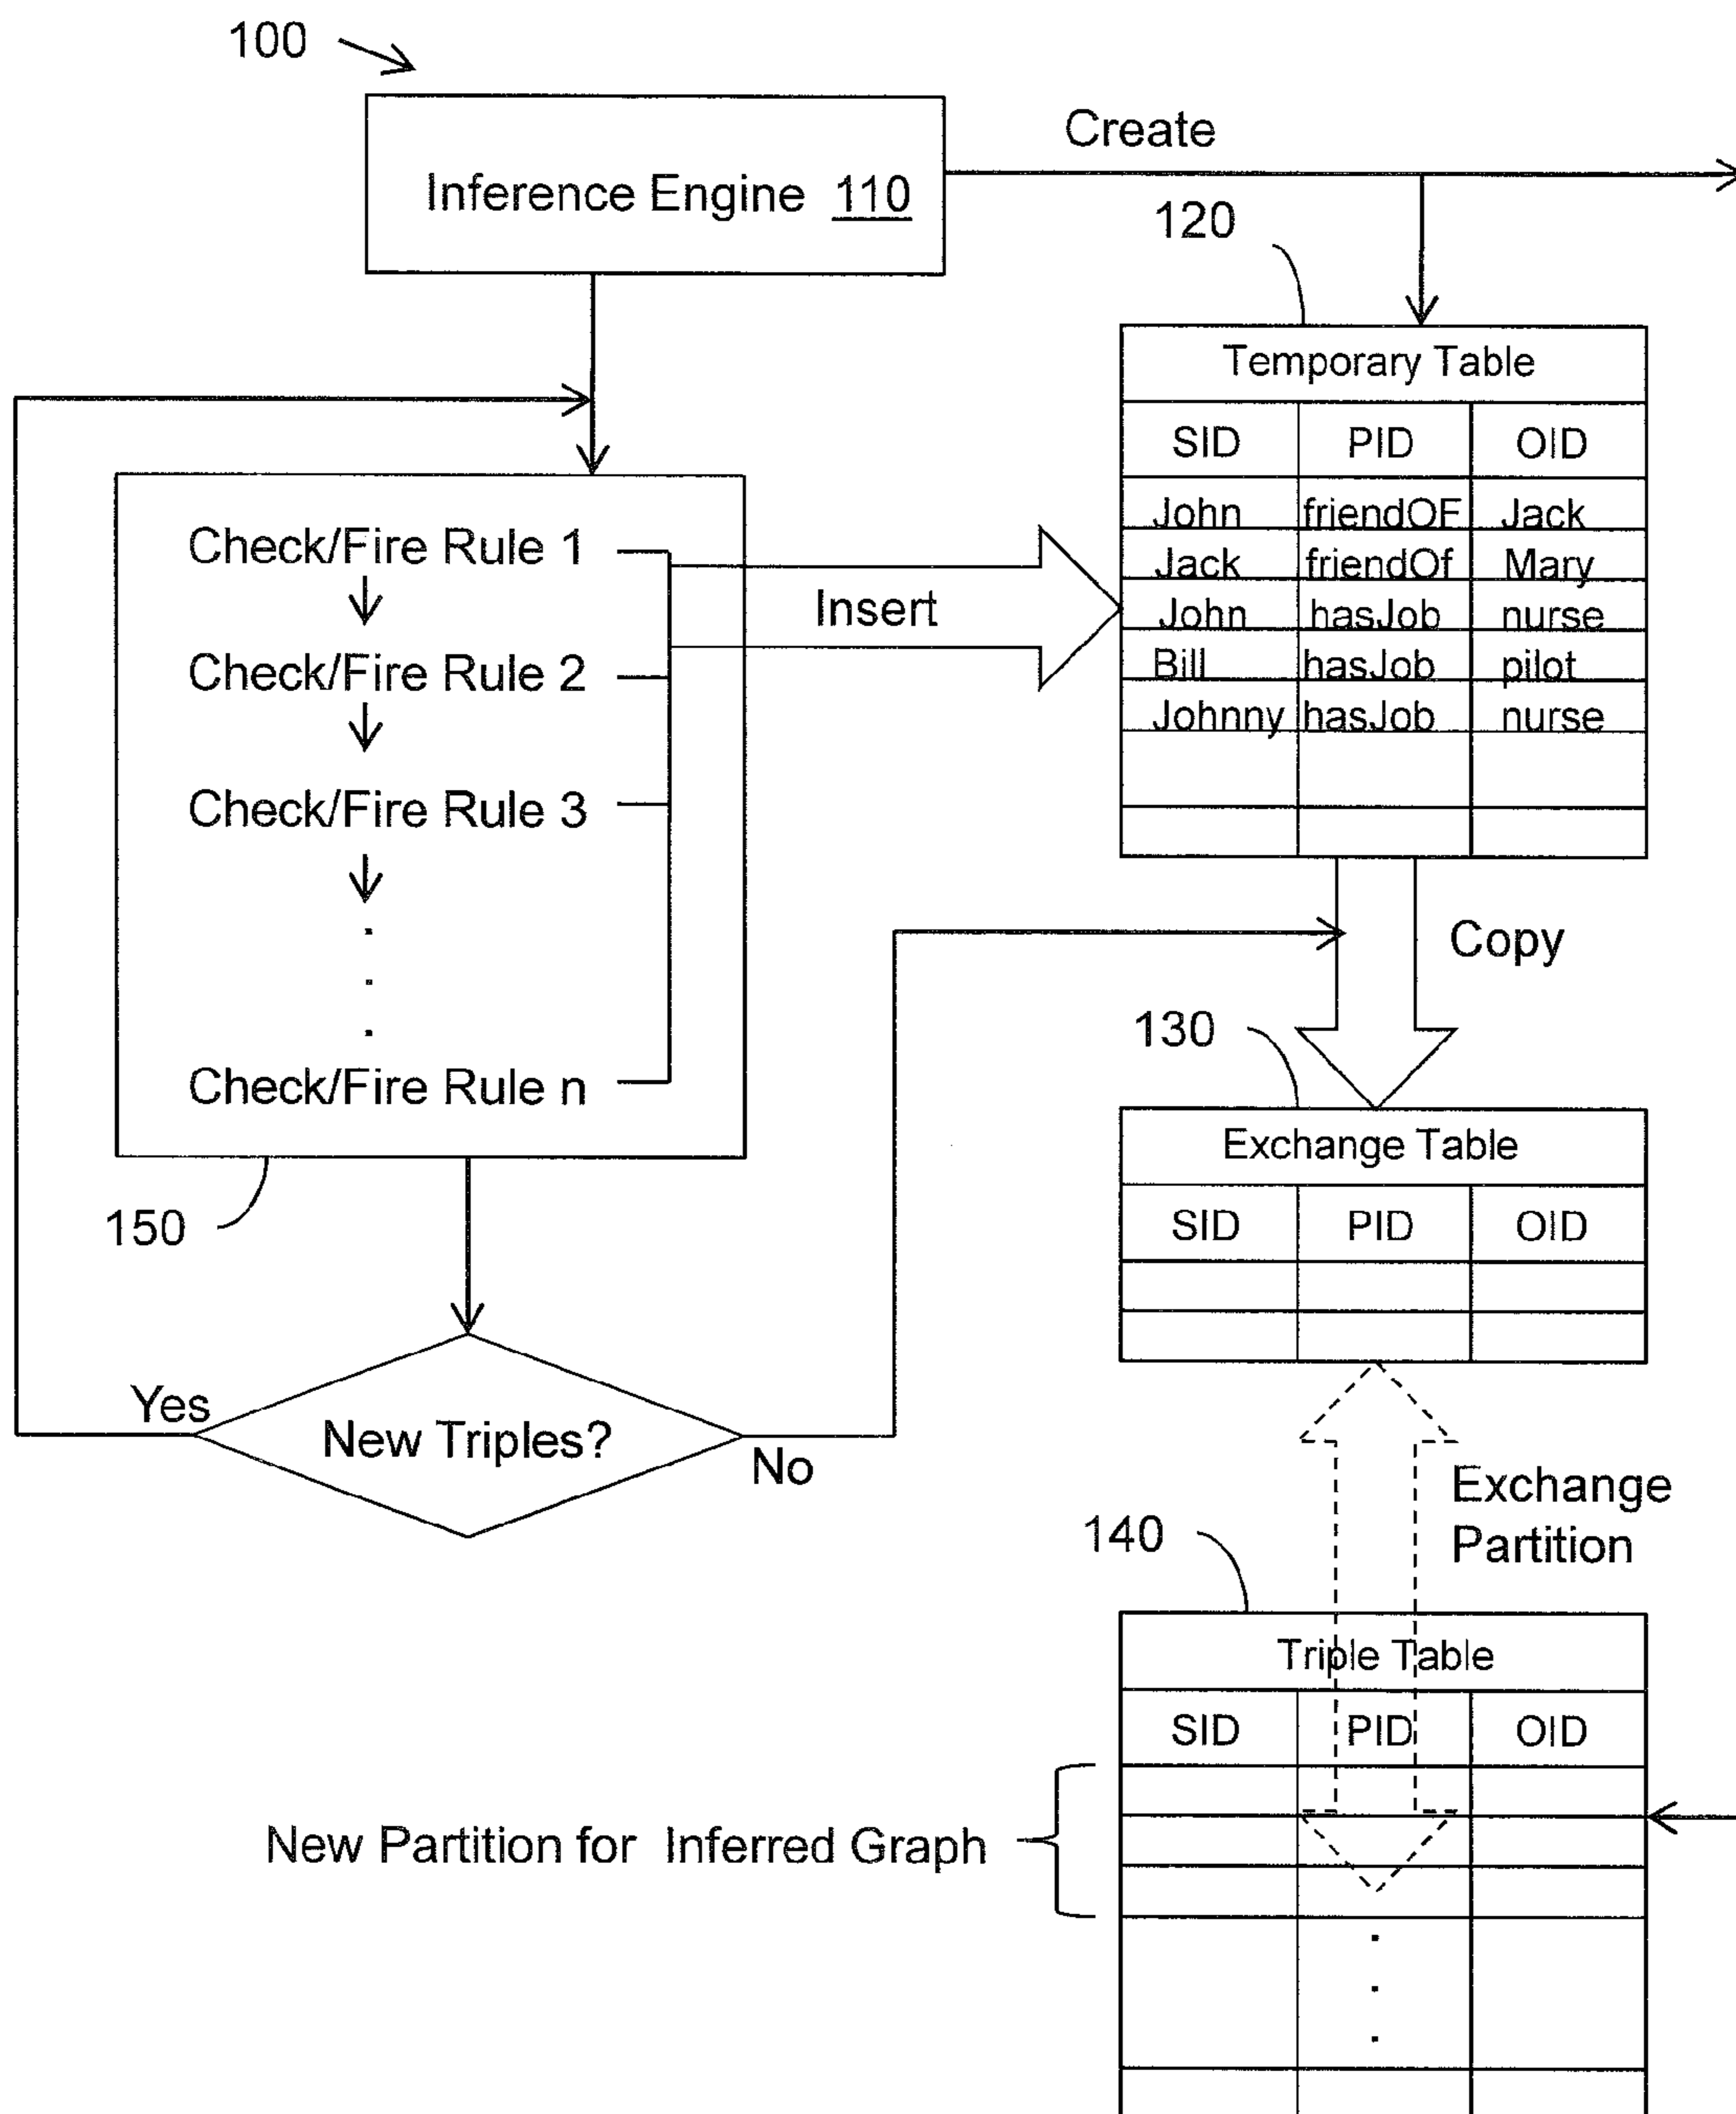 100
Inference Engine 110
Create
120
Temporary Table
SID PID OID
John friendOF Jack
Jack friendOf Mary
John hasJob nurse
Bill hasJob pilot
Johnny hasJob nurse
Check/Fire Rule 1
Check/Fire Rule 2
Check/Fire Rule 3
.
.
.
Check/Fire Rule n
Insert
150
New Triples?
Yes
No
Copy
130
Exchange Table
SID PID OID
Exchange
Partition
140
Triple Table
SID PID OID
New Partition for Inferred Graph
.
.
.